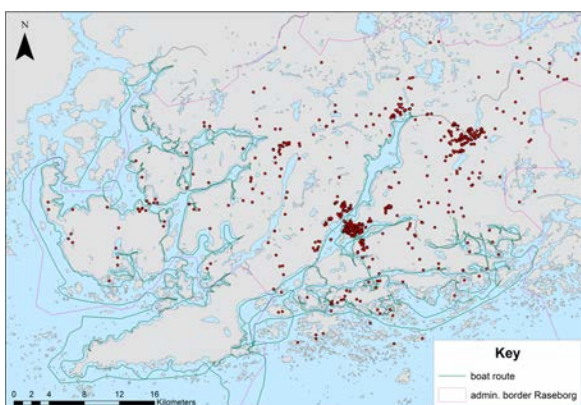 N
Key
boat route
admin. border Raseborg
0 2 4 8 12 16
Kilometers